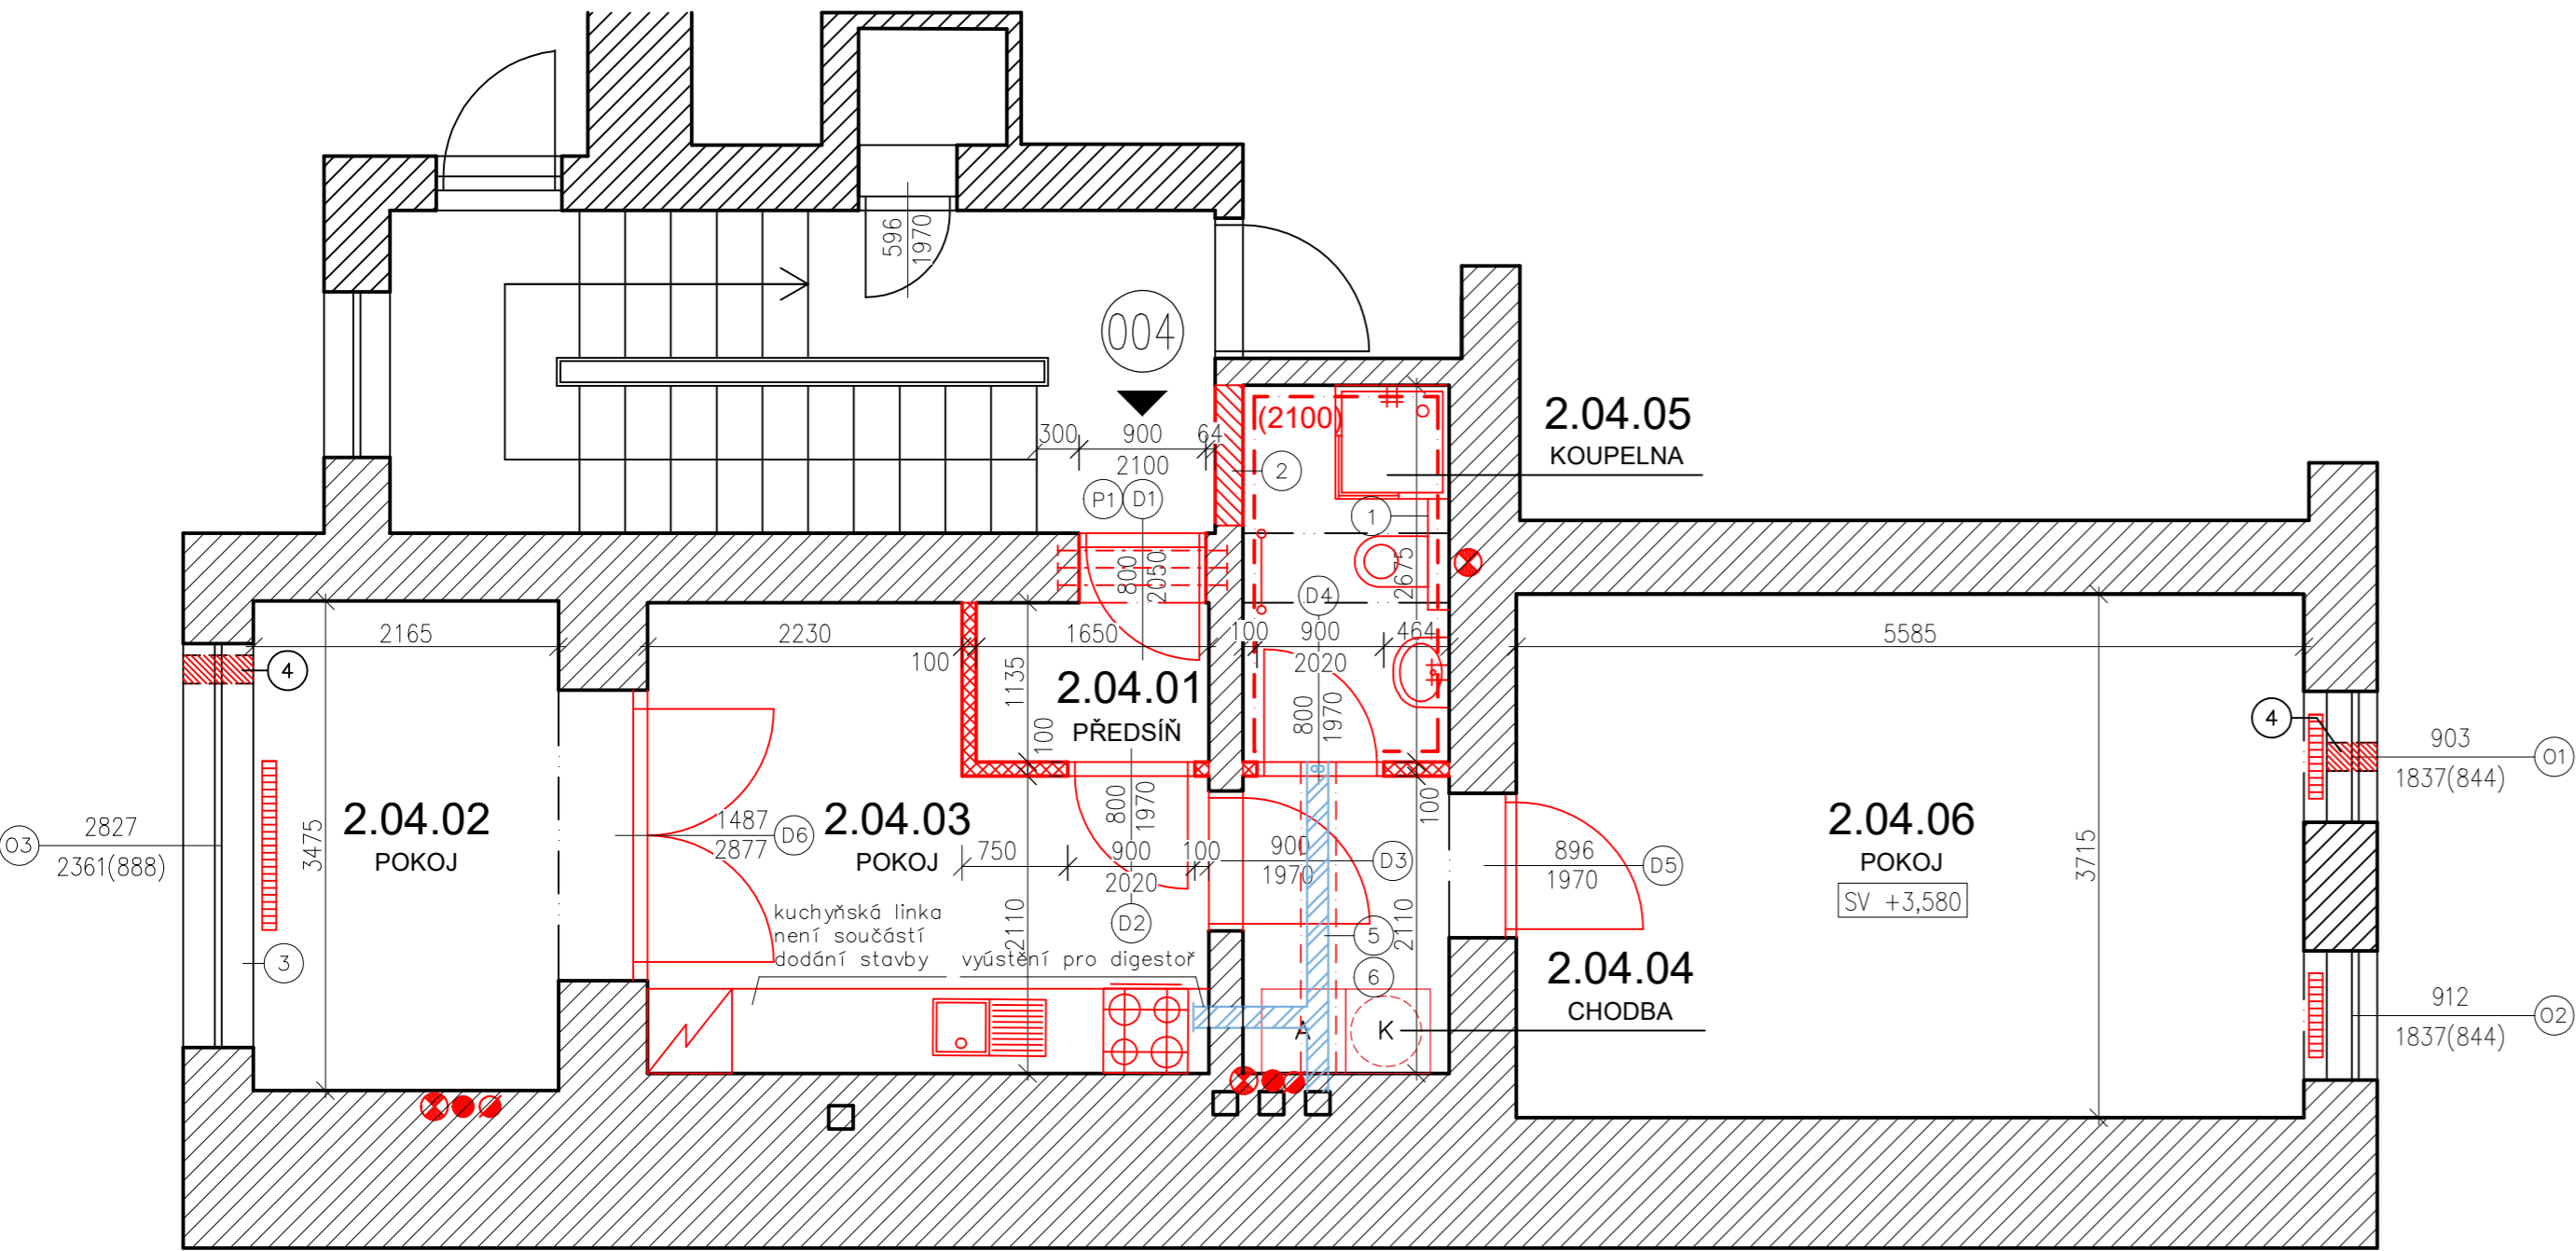 596
1970
004
300
900
64
2100
P1
D1
(2100)
2
2.04.05
KOUPELNA
1
800
2050
2675
D4
2165
2230
1650
100
900
464
5585
2020
100
4
1135
2.04.01
PŘEDSÍŇ
100
800
1970
4
903
1837(844)
O1
8
100
O3
2827
2361(888)
3475
2.04.02
POKOJ
1487
2877
D6
2.04.03
POKOJ
800
1970
750
900
100
2020
D2
900
1970
D3
896
1970
D5
2.04.06
POKOJ
SV +3,580
3715
kuchyňská linka
není součástí
dodání stavby
vyústění pro digestoř
2110
2110
3
5
6
2.04.04
CHODBA
A
K
912
1837(844)
O2